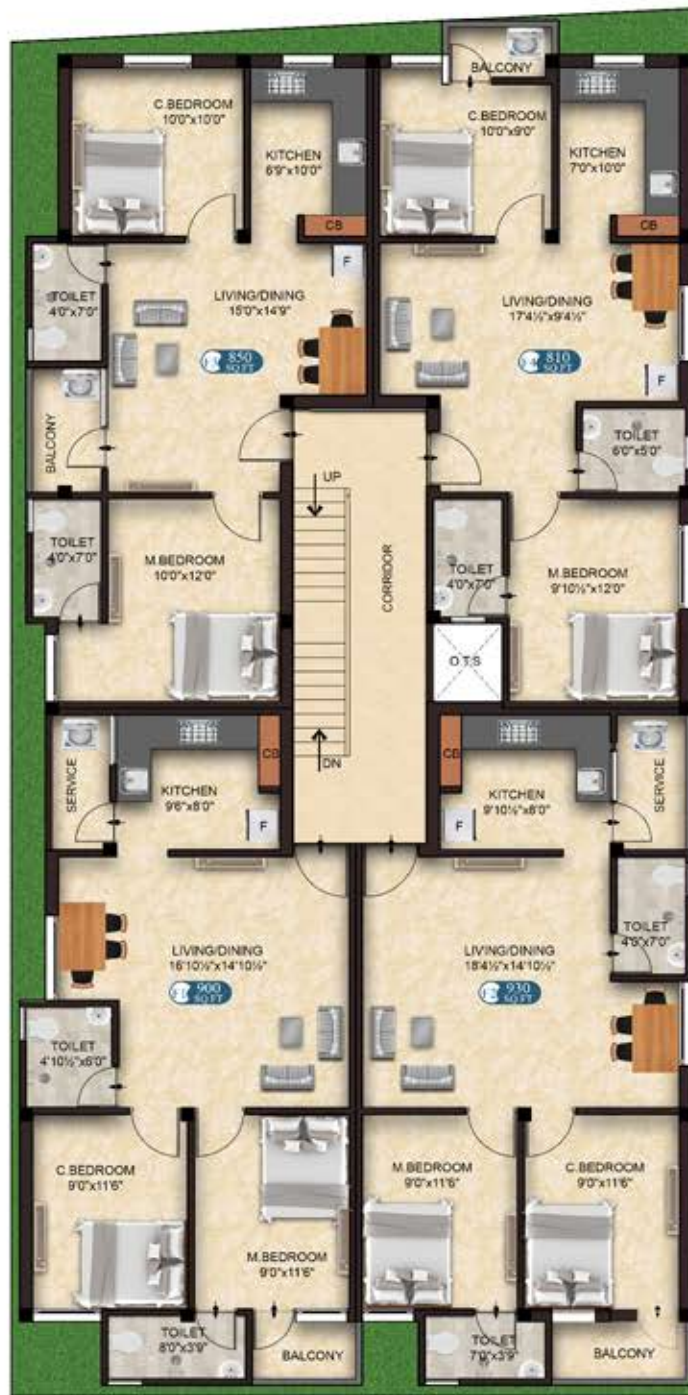 BALCONY
C.BEDROOM
10'0"x10'0"
KITCHEN
6'9"x10'0"
CB
C.BEDROOM
10'0"x9'0"
KITCHEN
7'0"x10'0"
CB
TOILET
4'0"x7'0"
LIVING/DINING
15'0"x14'9"
F
850
SQ FT
LIVING/DINING
17'4½"x9'4½"
810
SQ FT
F
BALCONY
TOILET
6'0"x5'0"
UP
CORRIDOR
TOILET
4'0"x7'0"
M.BEDROOM
10'0"x12'0"
TOILET
4'0"x7'0"
M.BEDROOM
9'10½"x12'0"
O.T.S
SERVICE
KITCHEN
9'6"x8'0"
CB
F
DN
CB
KITCHEN
9'10½"x8'0"
F
SERVICE
LIVING/DINING
16'10½"x14'10½"
900
SQ FT
LIVING/DINING
18'4½"x14'10½"
930
SQ FT
TOILET
TOILET
4'10½"x6'0"
C.BEDROOM
9'0"x11'6"
M.BEDROOM
9'0"x11'6"
M.BEDROOM
9'0"x11'6"
C.BEDROOM
9'0"x11'6"
TOILET
8'0"x3'9"
BALCONY
TOILET
7'0"x3'9"
BALCONY